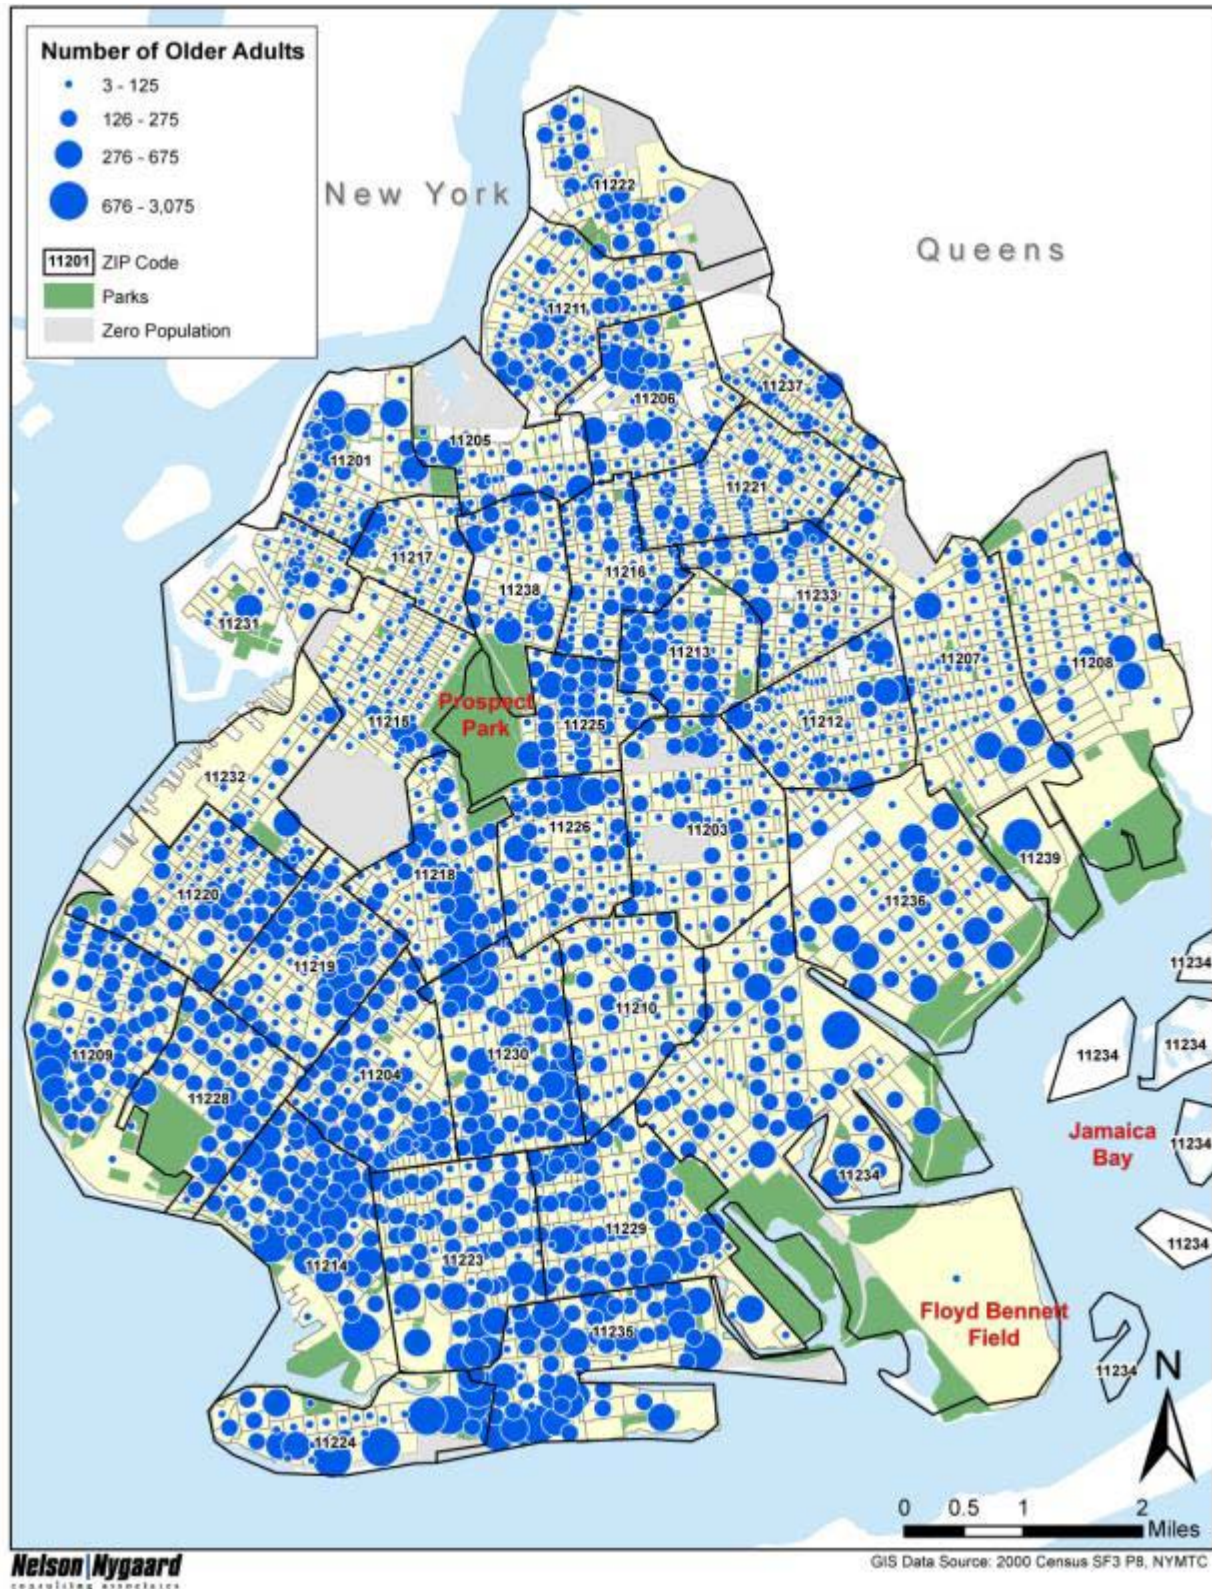 Number of Older Adults
3 - 125
126 - 275
276 - 675
676 - 3,075
11201 ZIP Code
Parks
Zero Population
New York
Queens
11222
11211
11237
11206
11205
11201
11221
11217
11216
11238
11233
11231
11213
11207
11208
Prospect
Park
11215
11225
11212
11232
11226
11203
11239
11218
11220
11236
11219
11234
11210
11209
11230
11204
11234
11234
11228
Jamaica
Bay
11234
11234
11229
11223
11234
11214
Floyd Bennett
Field
11235
11234
N
11224
0 0.5 1 2
Miles
Nelson|Nygaard
consulting associates
GIS Data Source: 2000 Census SF3 P8, NYMTC